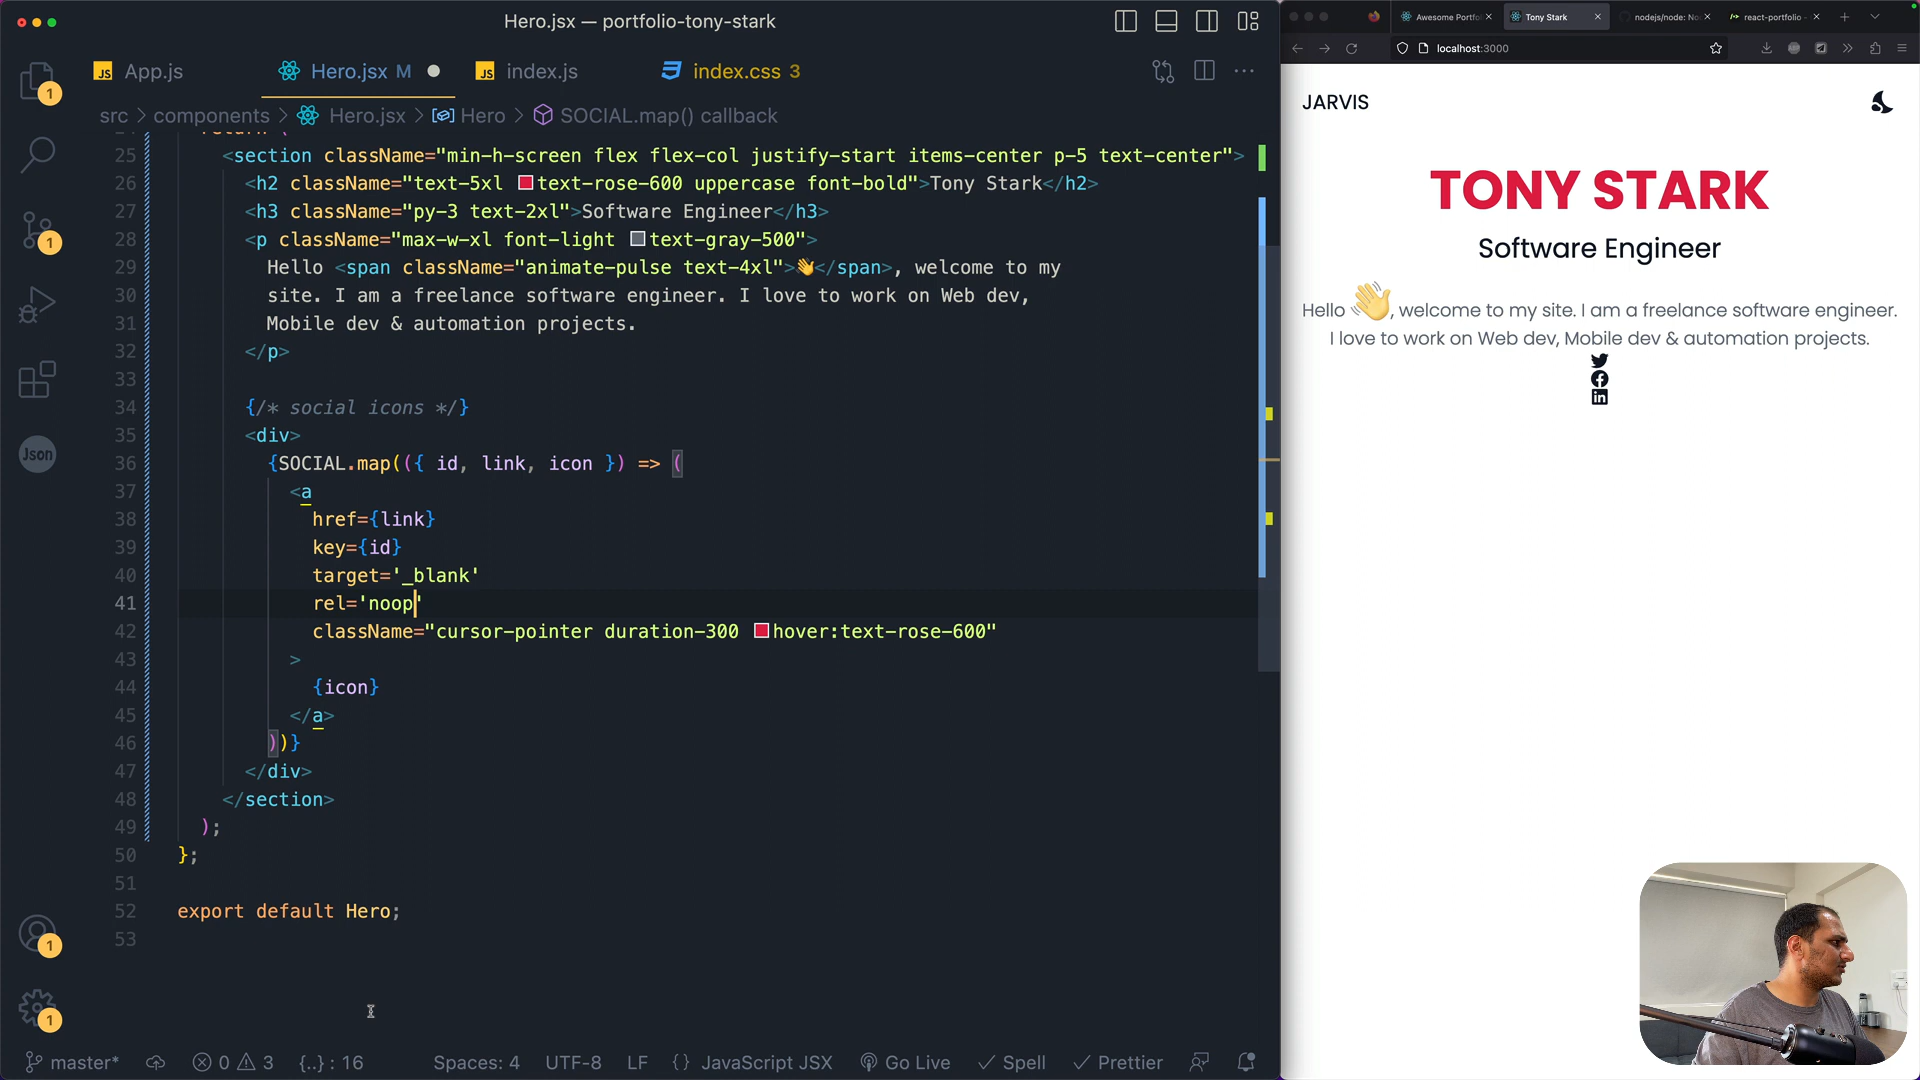 Hero.jsx — portfolio-tony-stark
App.js
Hero.jsx M
index.js
index.css 3
src > components > Hero.jsx > Hero > SOCIAL.map() callback
25 <section className="min-h-screen flex flex-col justify-start items-center p-5 text-center">
26 <h2 className="text-5xl text-rose-600 uppercase font-bold">Tony Stark</h2>
27 <h3 className="py-3 text-2xl">Software Engineer</h3>
28 <p className="max-w-xl font-light text-gray-500">
29 Hello <span className="animate-pulse text-4xl">👋</span>, welcome to my
30 site. I am a freelance software engineer. I love to work on Web dev,
31 Mobile dev & automation projects.
32 </p>
33
34 {/* social icons */}
35 <div>
36 {SOCIAL.map(({ id, link, icon }) => (
37 <a
38 href={link}
39 key={id}
40 target='_blank'
41 rel='noop'
42 className="cursor-pointer duration-300 hover:text-rose-600"
43 >
44 {icon}
45 </a>
46 ))}
47 </div>
48 </section>
49 );
50 };
51
52 export default Hero;
53
1
1
Json
1
1
master* 0 3 {..} : 16 Spaces: 4 UTF-8 LF {} JavaScript JSX Go Live Spell Prettier
Awesome Portfo
Tony Stark
nodejs/node: No
react-portfolio -
localhost:3000
JARVIS
TONY STARK
Software Engineer
Hello 👋, welcome to my site. I am a freelance software engineer.
I love to work on Web dev, Mobile dev & automation projects.